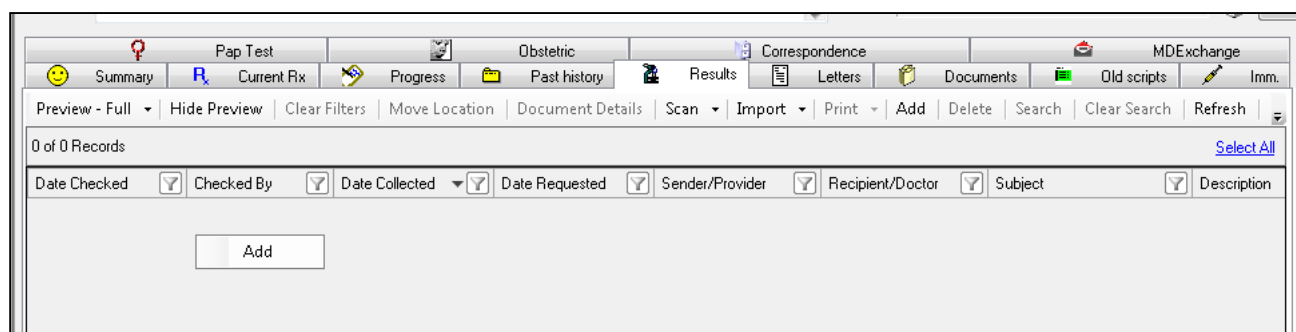 Pap Test Obstetric Correspondence MDExchange
Summary Current Rx Progress Past history Results Letters Documents Old scripts Imm.
Preview - Full Hide Preview Clear Filters Move Location Document Details Scan Import Print Add Delete Search Clear Search Refresh
0 of 0 Records Select All
Date Checked Checked By Date Collected Date Requested Sender/Provider Recipient/Doctor Subject Description
Add